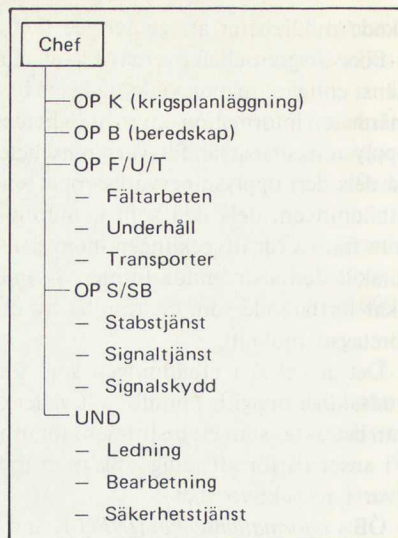 Chef
OP K (krigsplanläggning)
OP B (beredskap)
OP F/U/T
– Fältarbeten
– Underhåll
– Transporter
OP S/SB
– Stabstjänst
– Signaltjänst
– Signalskydd
UND
– Ledning
– Bearbetning
– Säkerhetstjänst